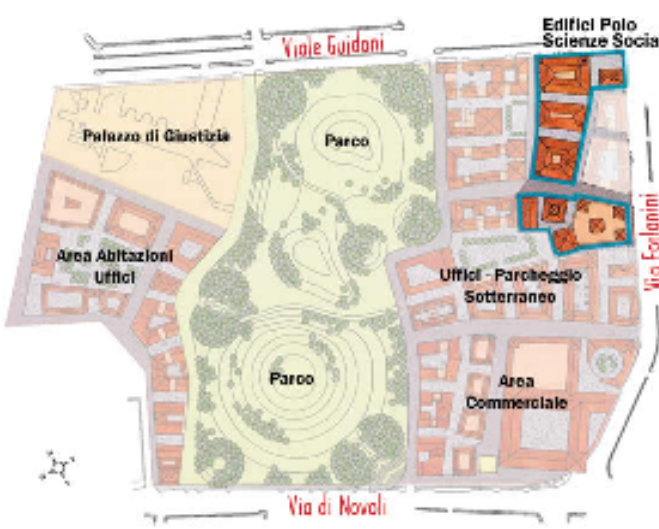 Edifici Polo
Scienze Socia
Viale Guidoni
Palazzo di Giustizia
Parco
Via Forlanini
Area Abitazioni
Uffici
Uffici - Parcheggio
Sotterraneo
Parco
Area
Commerciale
Via di Novoli